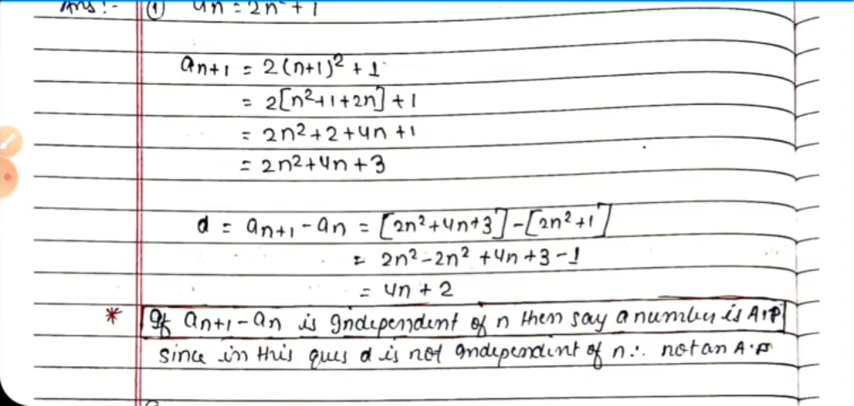 Ans:- ① an = 2n²+1
an+1 = 2(n+1)² + 1
= 2[n²+1+2n]+1
= 2n²+2+4n+1
= 2n²+4n+3
d = an+1 - an = [2n²+4n+3] - [2n²+1]
= 2n²-2n²+4n+3-1
= 4n+2
* If an+1-an is Independent of n then say a number is A.P
Since in this ques d is not Independent of n ∴ not an A.P